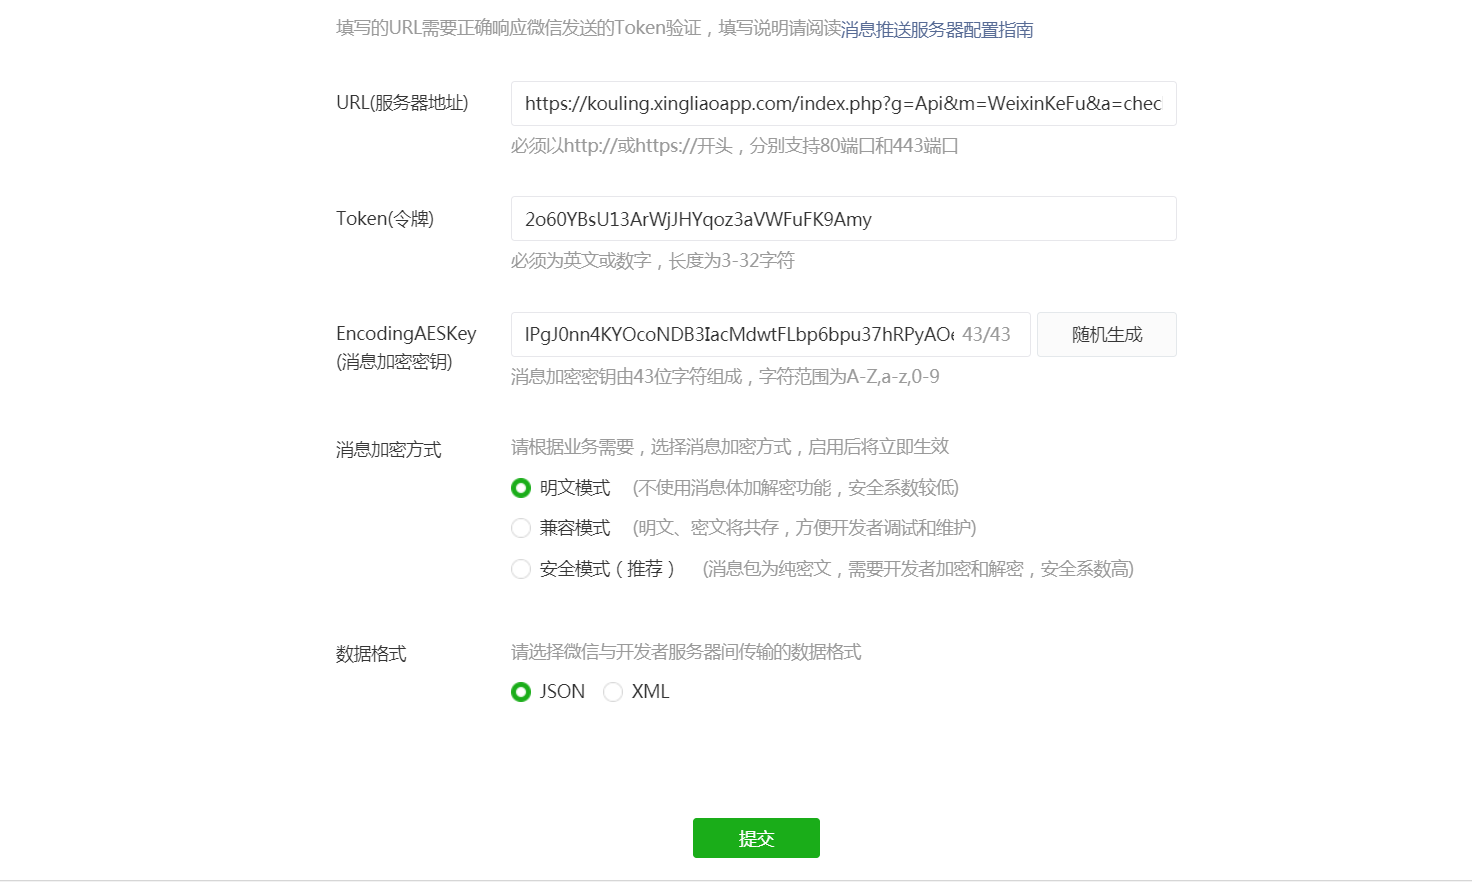 填写的URL需要正确响应微信发送的Token验证，填写说明请阅读消息推送服务器配置指南
URL(服务器地址)
https://kouling.xingliaoapp.com/index.php?g=Api&m=WeixinKeFu&a=chec
必须以http://或https://开头，分别支持80端口和443端口
Token(令牌)
2o60YBsU13ArWjJHYqoz3aVWFuFK9Amy
必须为英文或数字，长度为3-32字符
EncodingAESKey
(消息加密密钥)
lPgJ0nn4KYOcoNDB3IacMdwtFLbp6bpu37hRPyAOe 43/43 随机生成
消息加密密钥由43位字符组成，字符范围为A-Z,a-z,0-9
消息加密方式
请根据业务需要，选择消息加密方式，启用后将立即生效
明文模式 (不使用消息体加解密功能，安全系数较低)
兼容模式 (明文、密文将共存，方便开发者调试和维护)
安全模式（推荐） (消息包为纯密文，需要开发者加密和解密，安全系数高)
数据格式
请选择微信与开发者服务器间传输的数据格式
JSON XML
提交